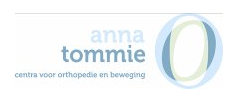 anna
tommie
centra voor orthopedie en beweging